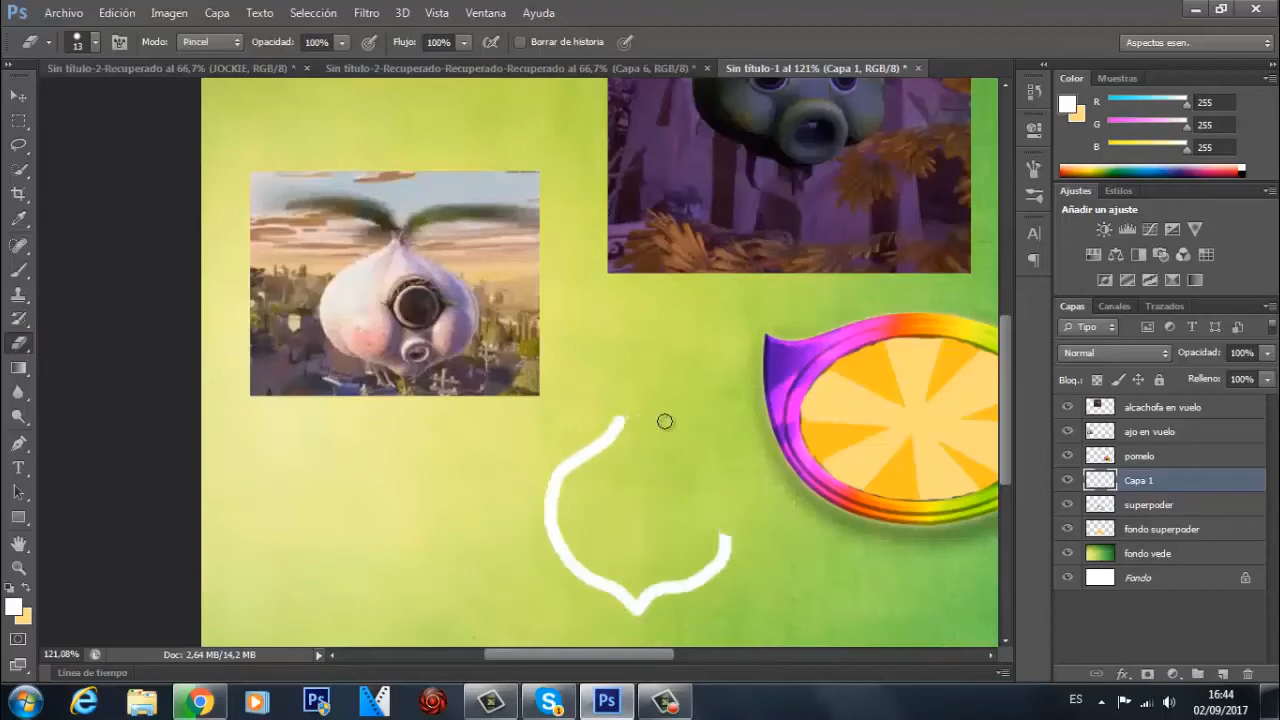 Ps Archivo Edición Imagen Capa Texto Selección Filtro 3D Vista Ventana Ayuda
13 Modo: Pincel Opacidad: 100% Flujo: 100% Borrar de historia Aspectos esen.
Sin título-2-Recuperado al 66,7% (JOCKIE, RGB/8) * × Sin título-2-Recuperado-Recuperado-Recuperado al 66,7% (Capa 6, RGB/8) * × Sin título-1 al 121% (Capa 1, RGB/8) * ×
Color Muestras
R 255
G 255
B 255
Ajustes Estilos
Añadir un ajuste
Capas Canales Trazados
Tipo
Normal Opacidad: 100%
Bloq.: Relleno: 100%
alcachofa en vuelo
ajo en vuelo
pomelo
Capa 1
superpoder
fondo superpoder
fondo vede
Fondo
121,08% Doc: 2,64 MB/14,2 MB
Línea de tiempo
ES 16:44
02/09/2017